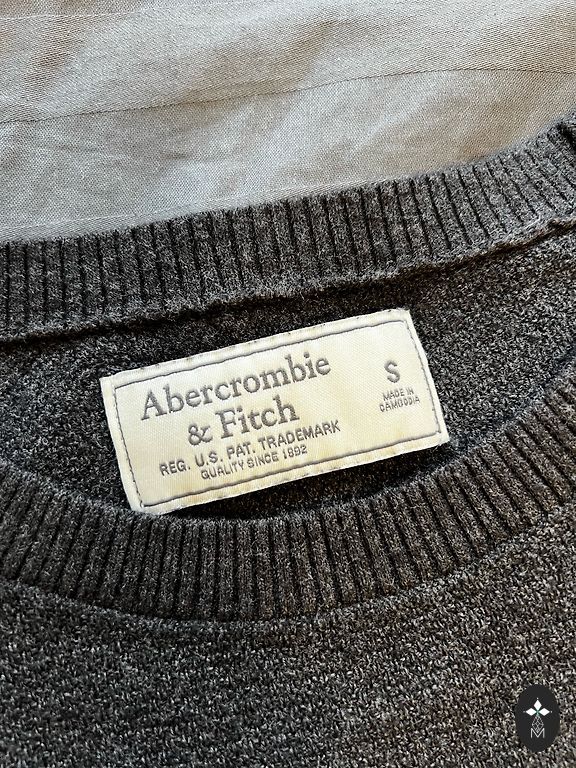 Abercrombie
& Fitch
REG. U.S. PAT. TRADEMARK
QUALITY SINCE 1892
S
MADE IN
CAMBODIA
M